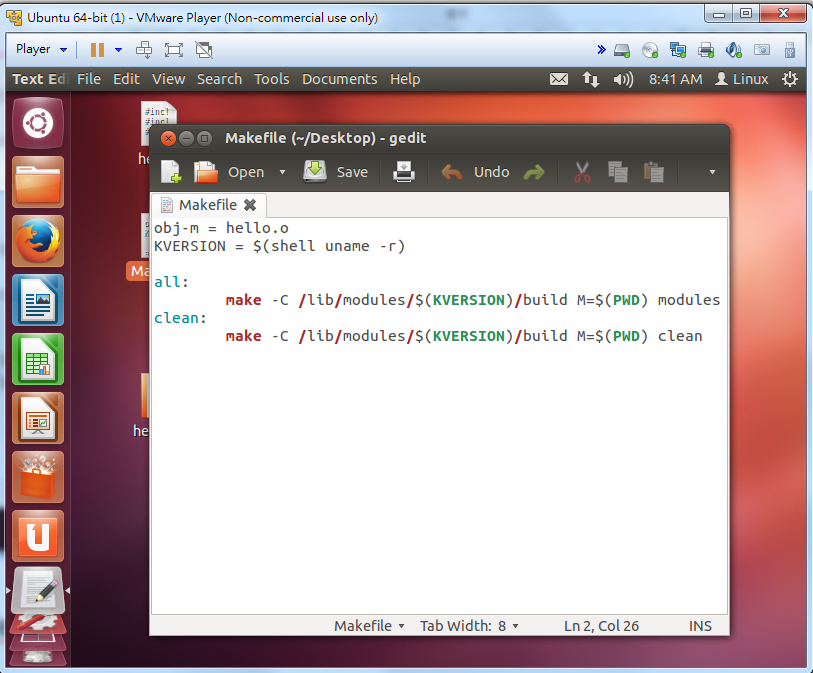 Ubuntu 64-bit (1) - VMware Player (Non-commercial use only)
Player
Text Ed File Edit View Search Tools Documents Help 8:41 AM Linux
#incl
#incl
he
Makefile (~/Desktop) - gedit
Open Save Undo
Makefile
obj-m = hello.o
KVERSION = $(shell uname -r)
Ma
all:
make -C /lib/modules/$(KVERSION)/build M=$(PWD) modules
clean:
make -C /lib/modules/$(KVERSION)/build M=$(PWD) clean
he
Makefile Tab Width: 8 Ln 2, Col 26 INS